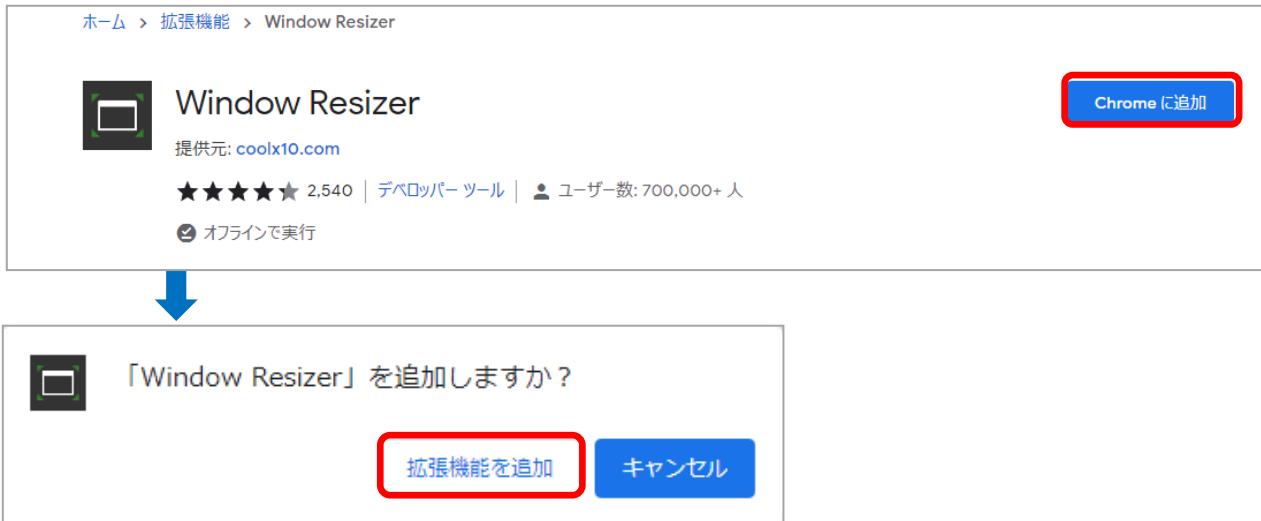 ホーム > 拡張機能 > Window Resizer
Window Resizer
Chrome に追加
提供元: coolx10.com
2,540 | デベロッパー ツール | ユーザー数: 700,000+ 人
オフラインで実行
「Window Resizer」を追加しますか？
拡張機能を追加 キャンセル